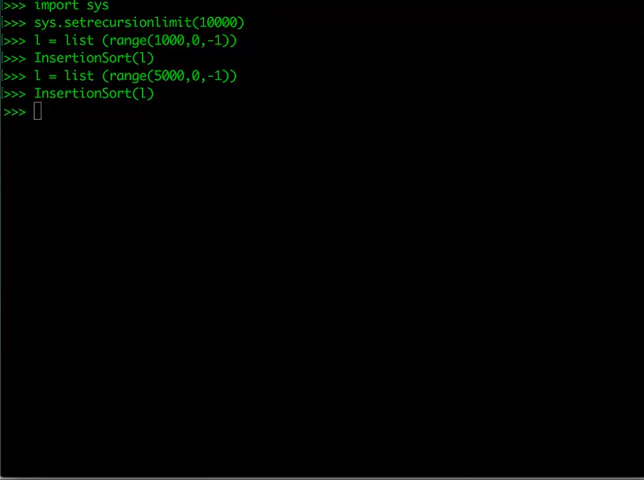 >>> import sys
>>> sys.setrecursionlimit(10000)
>>> l = list (range(1000,0,-1))
>>> InsertionSort(l)
>>> l = list (range(5000,0,-1))
>>> InsertionSort(l)
>>>